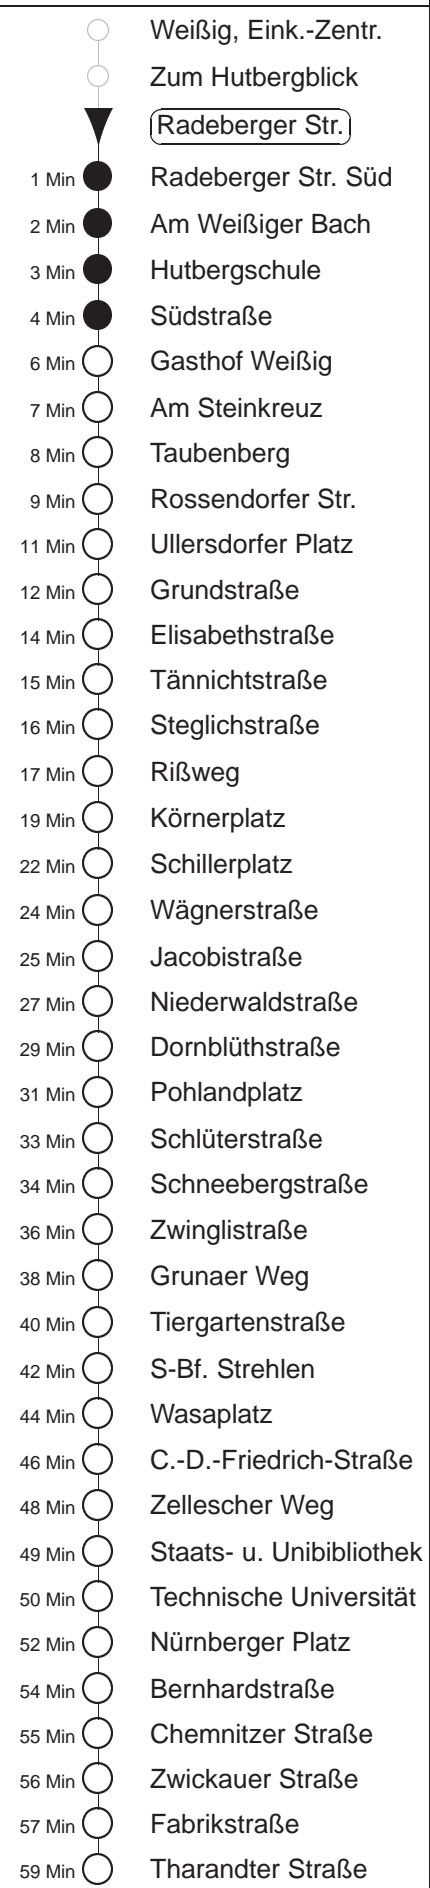 Weißig, Eink.-Zentr.
Zum Hutbergblick
Radeberger Str.
1 Min Radeberger Str. Süd
2 Min Am Weißiger Bach
3 Min Hutbergschule
4 Min Südstraße
6 Min Gasthof Weißig
7 Min Am Steinkreuz
8 Min Taubenberg
9 Min Rossendorfer Str.
11 Min Ullersdorfer Platz
12 Min Grundstraße
14 Min Elisabethstraße
15 Min Tännichtstraße
16 Min Steglichstraße
17 Min Rißweg
19 Min Körnerplatz
22 Min Schillerplatz
24 Min Wägnerstraße
25 Min Jacobistraße
27 Min Niederwaldstraße
29 Min Dornblüthstraße
31 Min Pohlandplatz
33 Min Schlüterstraße
34 Min Schneebergstraße
36 Min Zwinglistraße
38 Min Grunaer Weg
40 Min Tiergartenstraße
42 Min S-Bf. Strehlen
44 Min Wasaplatz
46 Min C.-D.-Friedrich-Straße
48 Min Zellescher Weg
49 Min Staats- u. Unibibliothek
50 Min Technische Universität
52 Min Nürnberger Platz
54 Min Bernhardstraße
55 Min Chemnitzer Straße
56 Min Zwickauer Straße
57 Min Fabrikstraße
59 Min Tharandter Straße